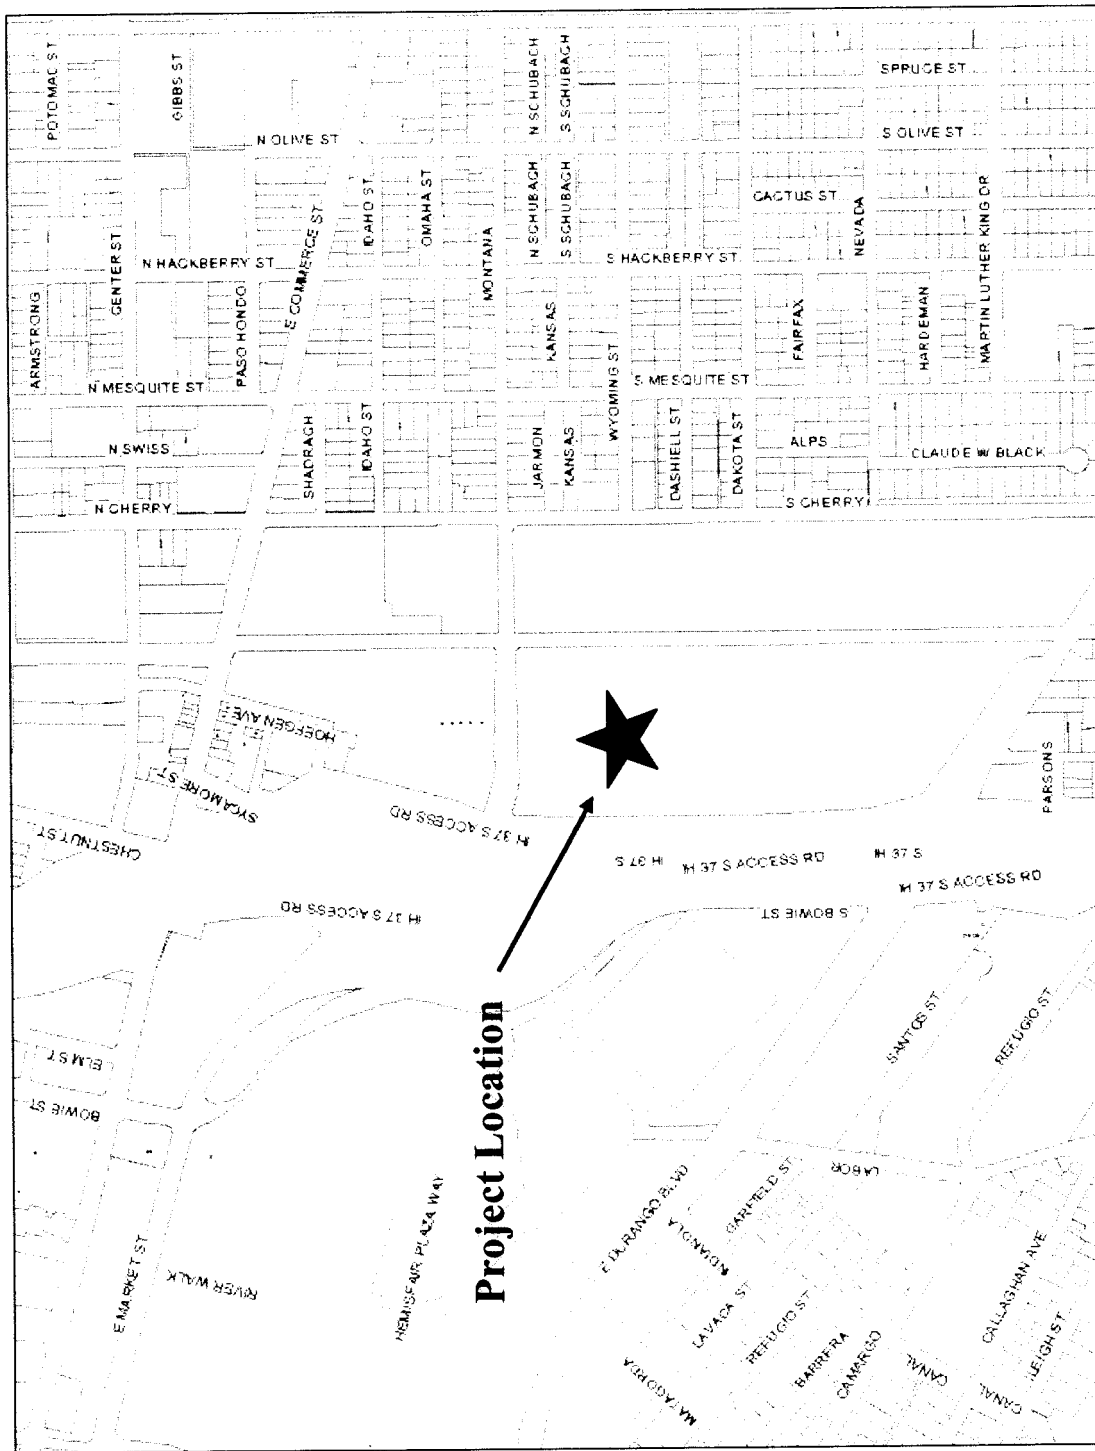 POTOMAC ST
GIBBS ST
N OLIVE ST
N SCHUBACH
S SCHUBACH
SPRUCE ST
S OLIVE ST
CENTER ST
N HACKBERRY ST
E COMMERCE ST
IDAHO ST
OMAHA ST
MONTANA
N SCHUBACH
S SCHUBACH
S HACKBERRY ST
CACTUS ST
NEVADA
MARTIN LUTHER KING DR
ARMSTRONG
PASO HONDO
N MESQUITE ST
KANSAS
WYOMING ST
S MESQUITE ST
FAIRFAX
HARDEMAN
N SWISS
SHADRACH
IDAHO ST
JARMON
KANSAS
DASHIELL ST
DAKOTA ST
ALPS
CLAUDE W BLACK
N CHERRY
S CHERRY
HOEFGEN AVE
SYCAMORE ST
CHESTNUT ST
IH 37 S ACCESS RD
IH 37 S
IH 37 S ACCESS RD
IH 37 S
IH 37 S ACCESS RD
PARSONS
IH 37 S ACCESS RD
S BOWIE ST
Project Location
ELM ST
BOWIE ST
SANTOS ST
REFUGIO ST
E MARKET ST
RIVER WALK
HEMISFAIR PLAZA WAY
E DURANGO BLVD
INDIANOLA
GARFIELD ST
LABOR
LAVACA ST
REFUGIO ST
MATAGORDA
BARRERA
CAMARGO
CANAL
CANAL
CALLAGHAN AVE
LEIGH ST